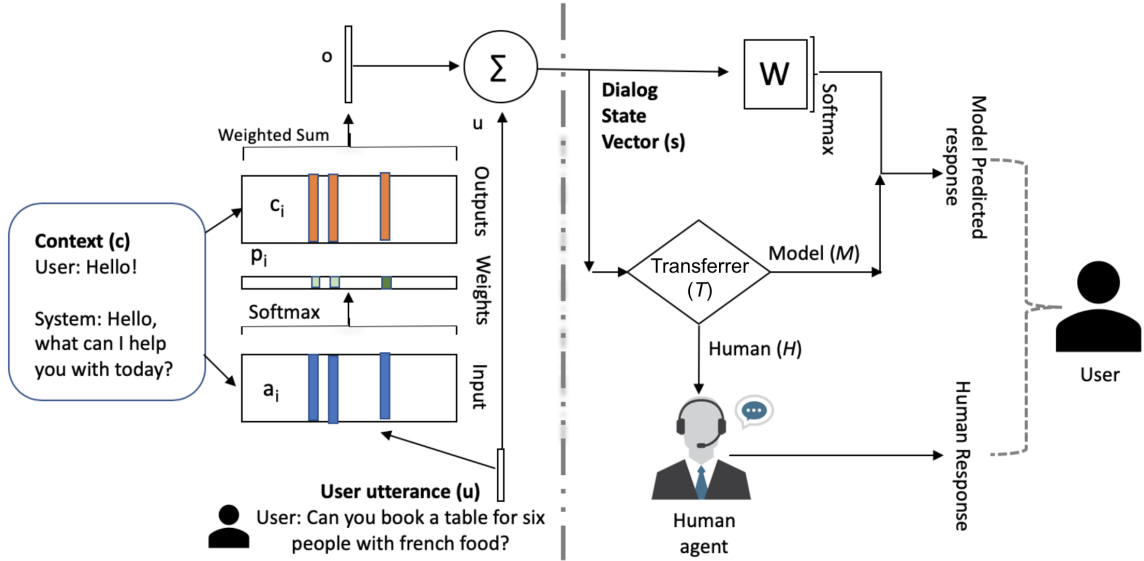 o
Σ
u
Weighted Sum
c i
Outputs
p i
Weights
Softmax
a i
Input
Context (c)
User: Hello!
System: Hello,
what can I help
you with today?
User utterance (u)
User: Can you book a table for six
people with french food?
Dialog
State
Vector (s)
W
Softmax
Model Predicted
response
Transferrer
(T)
Model (M)
Human (H)
Human
agent
Human Response
User